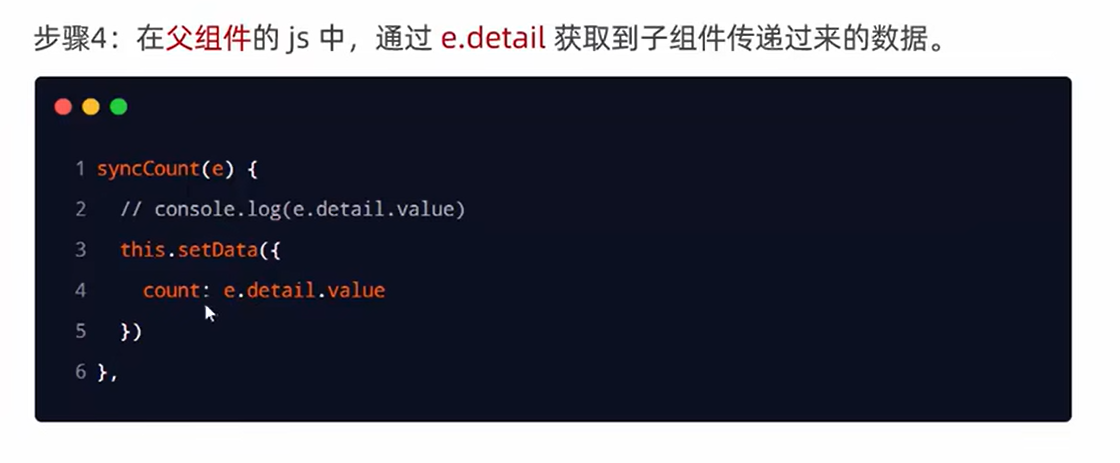 步骤4：在父组件的 js 中，通过 e.detail 获取到子组件传递过来的数据。
1 syncCount(e) {
2 // console.log(e.detail.value)
3 this.setData({
4 count: e.detail.value
5 })
6 },